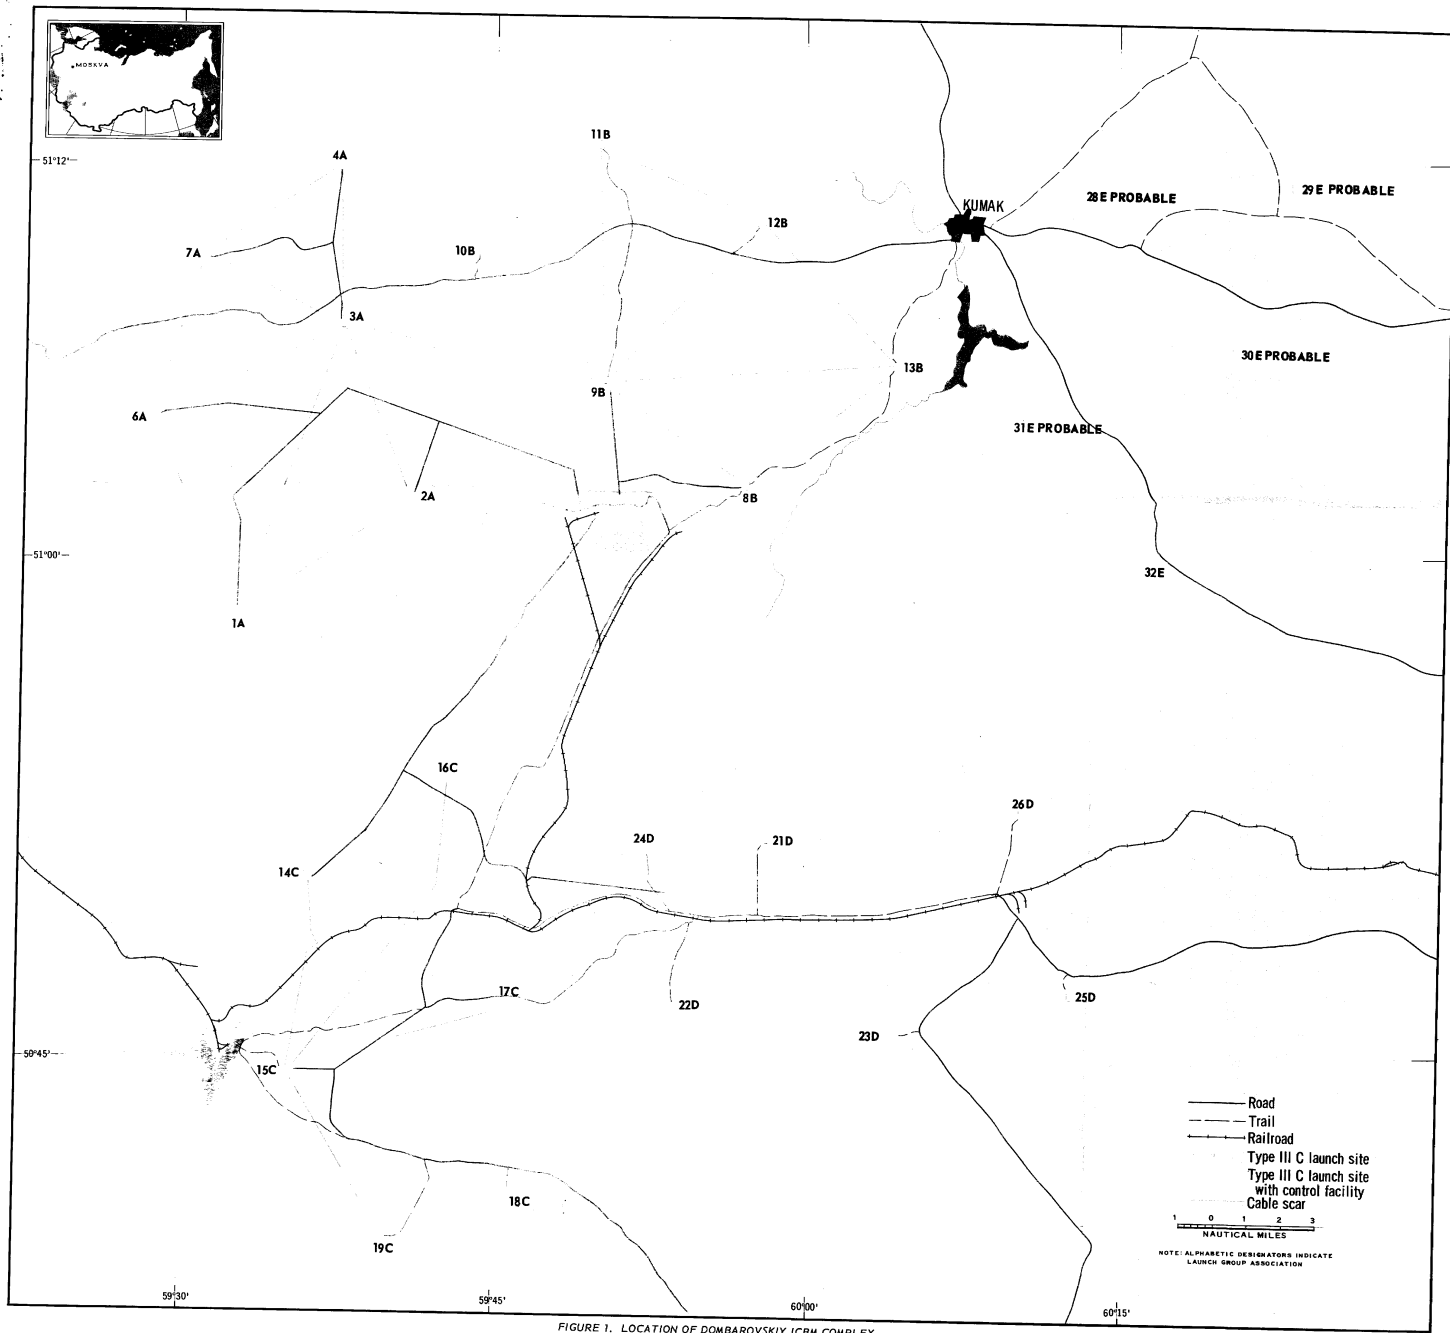 MOSKVA
11B
51°12'
4A
29E PROBABLE
28E PROBABLE
KUMAK
12B
7A
10B
3A
30E PROBABLE
13B
9B
6A
31E PROBABLE
2A
8B
51°00'
32E
1A
16C
26D
24D
21D
14C
17C
25D
22D
23D
50°45'
15C
Road
Trail
Railroad
Type III C launch site
Type III C launch site
with control facility
Cable scar
18C
1 0 1 2 3
NAUTICAL MILES
19C
NOTE: ALPHABETIC DESIGNATORS INDICATE
LAUNCH GROUP ASSOCIATION
59°30'
59°45'
60°00'
60°15'
FIGURE 1. LOCATION OF DOMBAROVSKIY ICBM COMPLEX